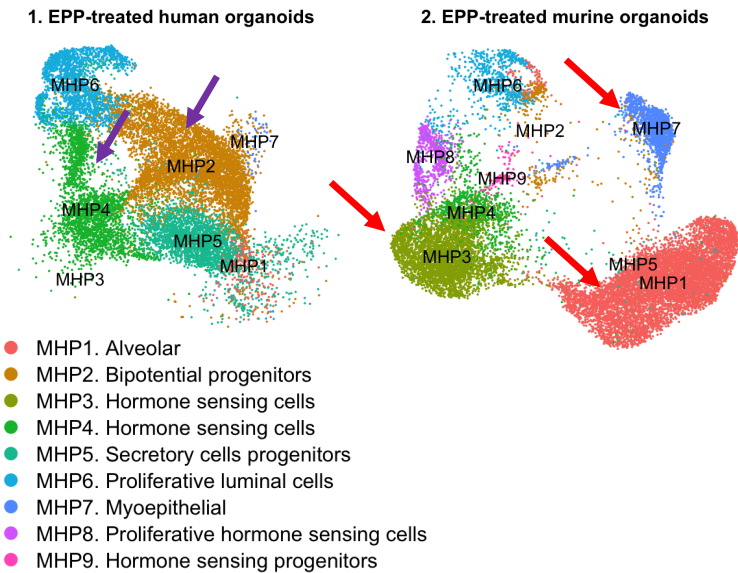 1. EPP-treated human organoids
2. EPP-treated murine organoids
MHP6
MHP2
MHP7
MHP4
MHP5
MHP1
MHP3
MHP6
MHP2
MHP7
MHP8
MHP9
MHP4
MHP3
MHP5
MHP1
MHP1. Alveolar
MHP2. Bipotential progenitors
MHP3. Hormone sensing cells
MHP4. Hormone sensing cells
MHP5. Secretory cells progenitors
MHP6. Proliferative luminal cells
MHP7. Myoepithelial
MHP8. Proliferative hormone sensing cells
MHP9. Hormone sensing progenitors